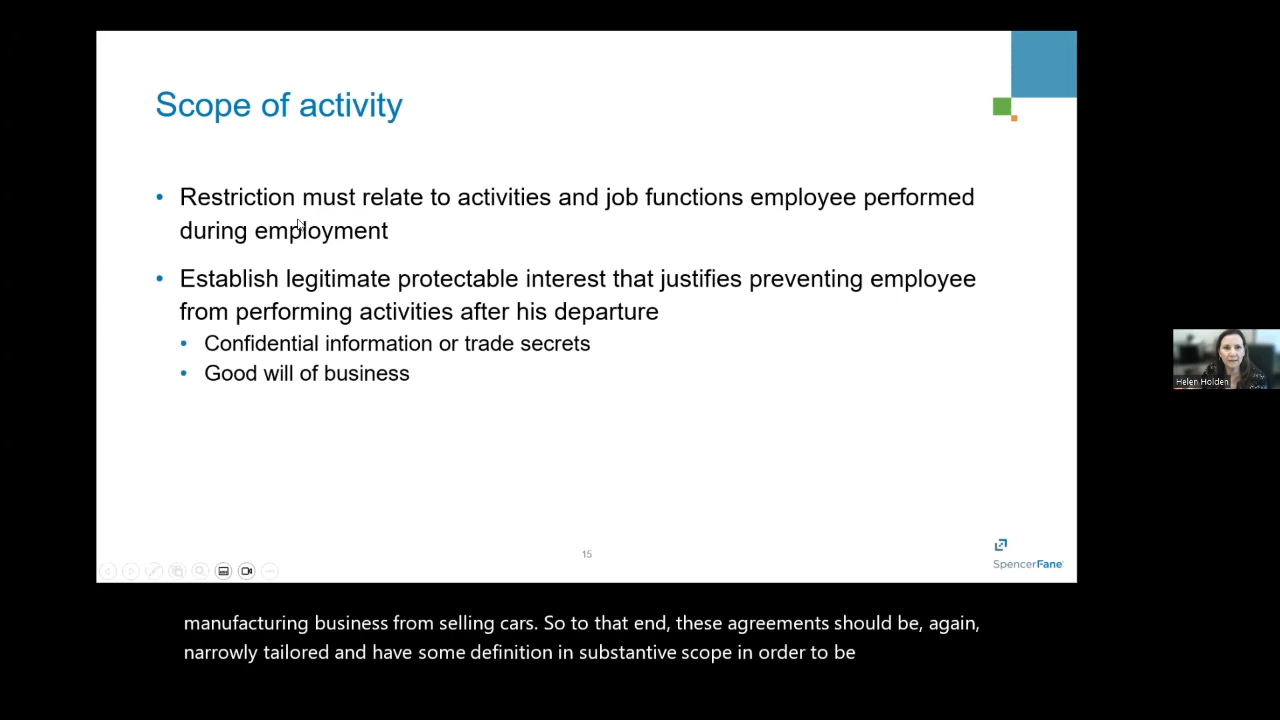 Scope of activity
• Restriction must relate to activities and job functions employee performed
during employment
• Establish legitimate protectable interest that justifies preventing employee
from performing activities after his departure
• Confidential information or trade secrets
• Good will of business
Helen Holden
15
SpencerFane
manufacturing business from selling cars. So to that end, these agreements should be, again,
narrowly tailored and have some definition in substantive scope in order to be